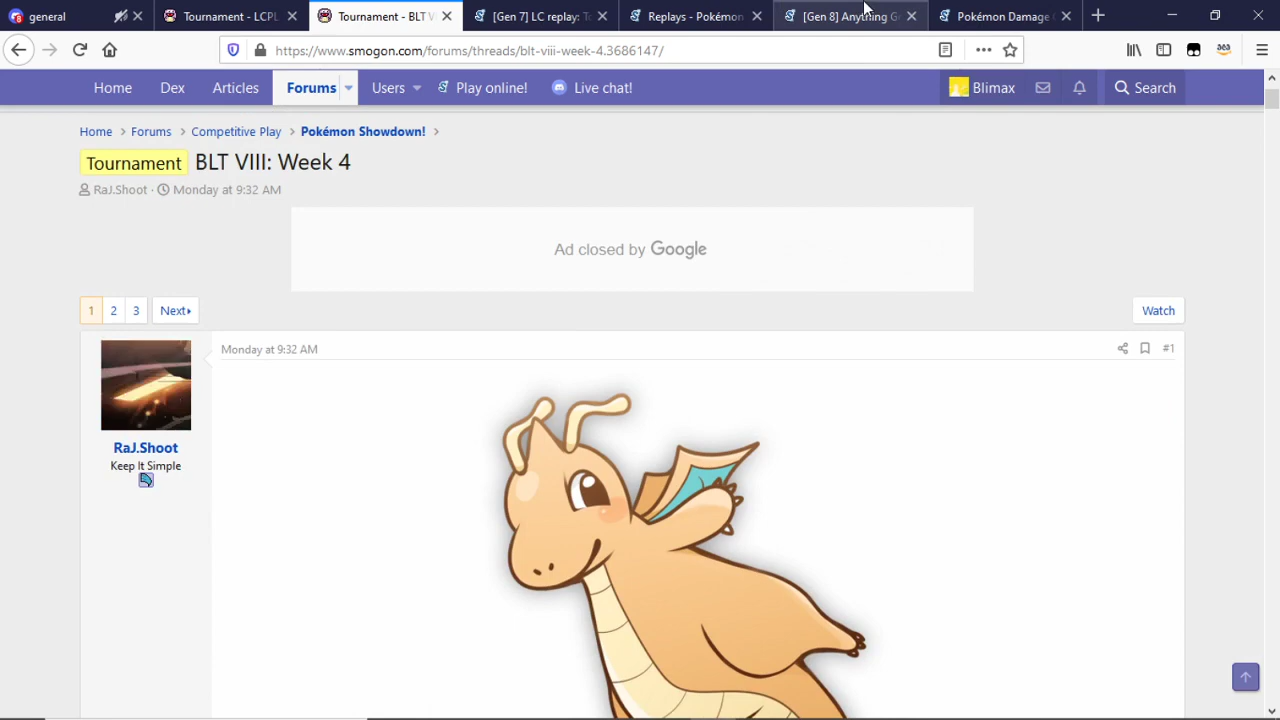 general
Tournament - LCPL
Tournament - BLT V
[Gen 7] LC replay: To
Replays - Pokémon
[Gen 8] Anything G
Pokémon Damage C
https://www.smogon.com/forums/threads/blt-viii-week-4.3686147/
Home
Dex
Articles
Forums
Users
Play online!
Live chat!
Blimax
Search
Home > Forums > Competitive Play > Pokémon Showdown! >
Tournament BLT VIII: Week 4
RaJ.Shoot · Monday at 9:32 AM
Ad closed by Google
1 2 3 Next
Watch
Monday at 9:32 AM
#1
RaJ.Shoot
Keep It Simple